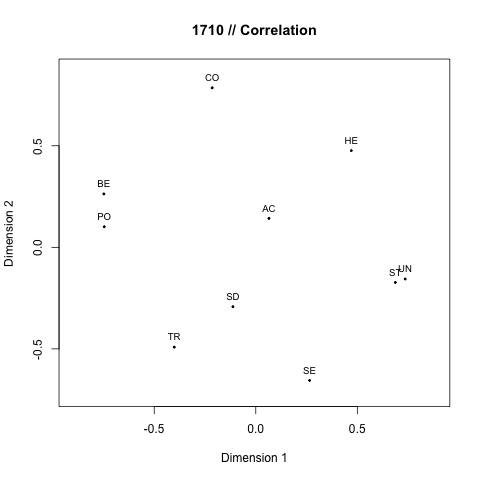 1710 // Correlation
CO
HE
BE
PO
AC
ST
UN
SD
TR
SE
Dimension 2
0.5
0.0
-0.5
-0.5 0.0 0.5
Dimension 1